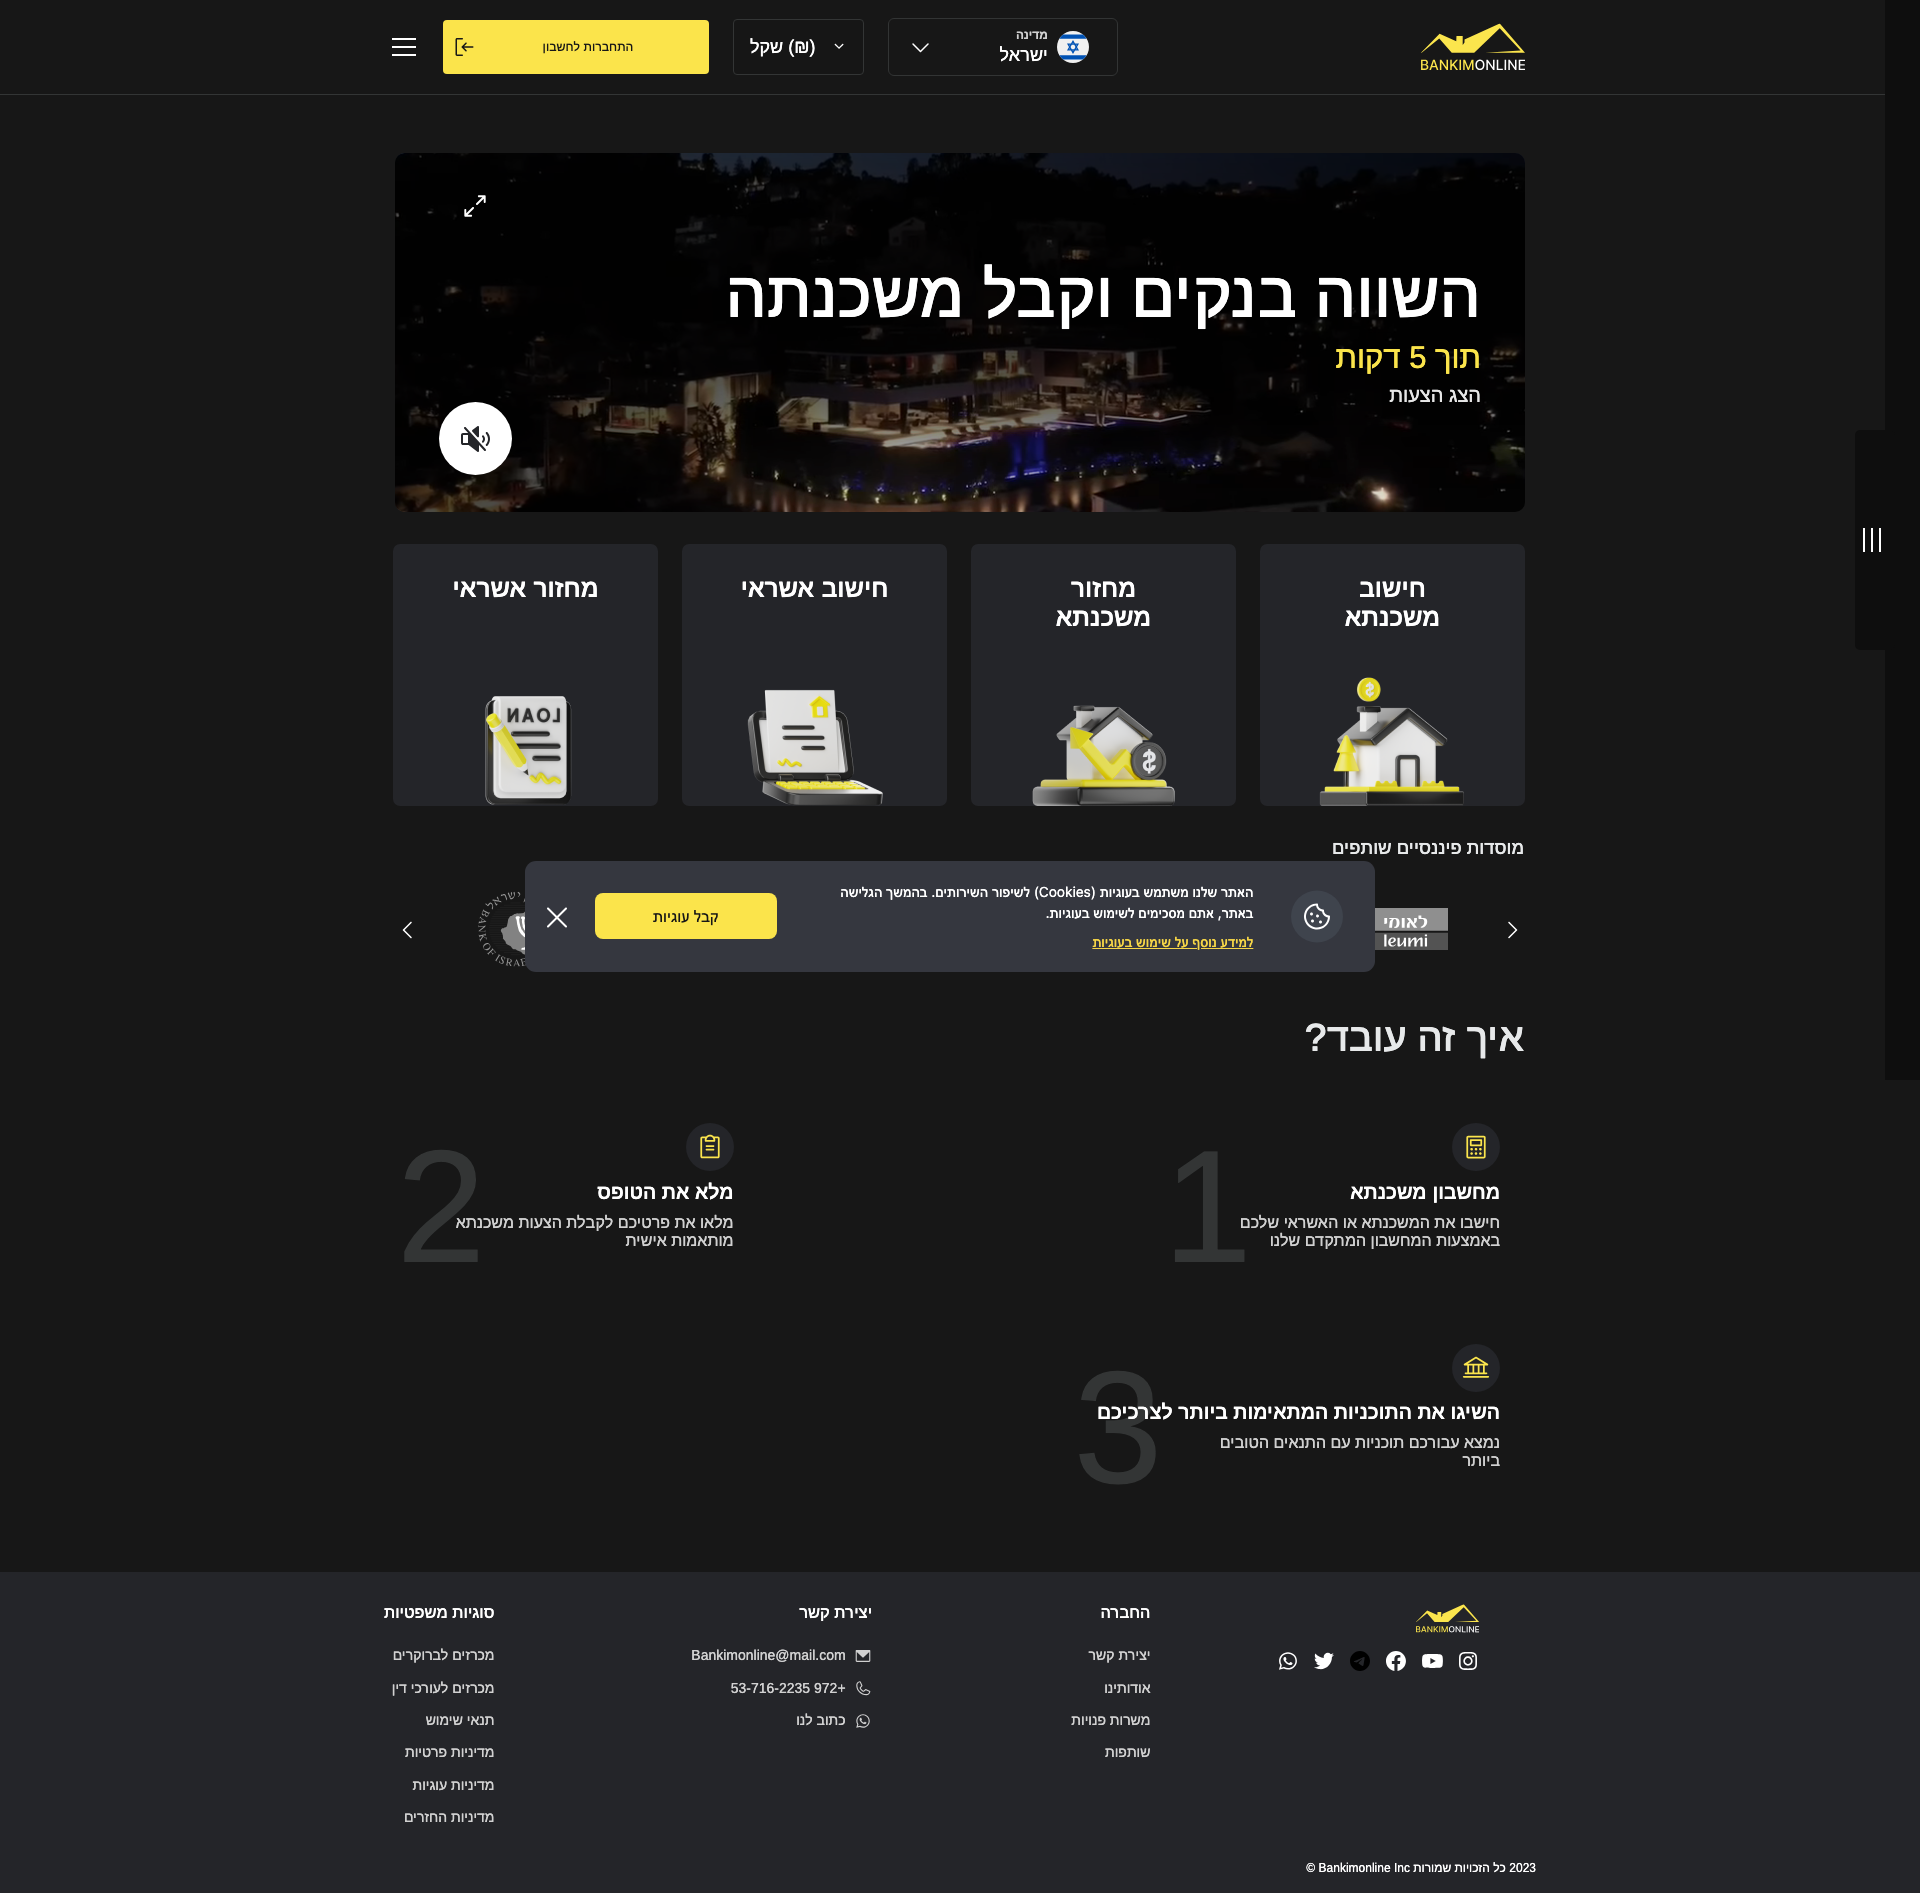 BANKIMONLINE
מדינה
ישראל
(₪) שקל
התחברות לחשבון
השווה בנקים וקבל משכנתה
תוך 5 דקות
הצג הצעות
חישוב
משכנתא
מחזור
משכנתא
חישוב אשראי
מחזור אשראי
LOAN
מוסדות פיננסיים שותפים
לאומי
leumi
האתר שלנו משתמש בעוגיות (Cookies) לשיפור השירותים. בהמשך הגלישה
באתר, אתם מסכימים לשימוש בעוגיות.
למידע נוסף על שימוש בעוגיות
קבל עוגיות
ישראל
BANK OF ISRAE
איך זה עובד?
1
מחשבון משכנתא
חישבו את המשכנתא או האשראי שלכם
באמצעות המחשבון המתקדם שלנו
2
מלא את הטופס
מלאו את פרטיכם לקבלת הצעות משכנתא
מותאמות אישית
3
השיגו את התוכניות המתאימות ביותר לצרכיכם
נמצא עבורכם תוכניות עם התנאים הטובים
ביותר
BANKIMONLINE
החברה
יצירת קשר
אודותינו
משרות פנויות
שותפות
יצירת קשר
Bankimonline@mail.com
53-716-2235 972+
כתוב לנו
סוגיות משפטיות
מכרזים לברוקרים
מכרזים לעורכי דין
תנאי שימוש
מדיניות פרטיות
מדיניות עוגיות
מדיניות החזרים
2023 כל הזכויות שמורות Bankimonline Inc ©